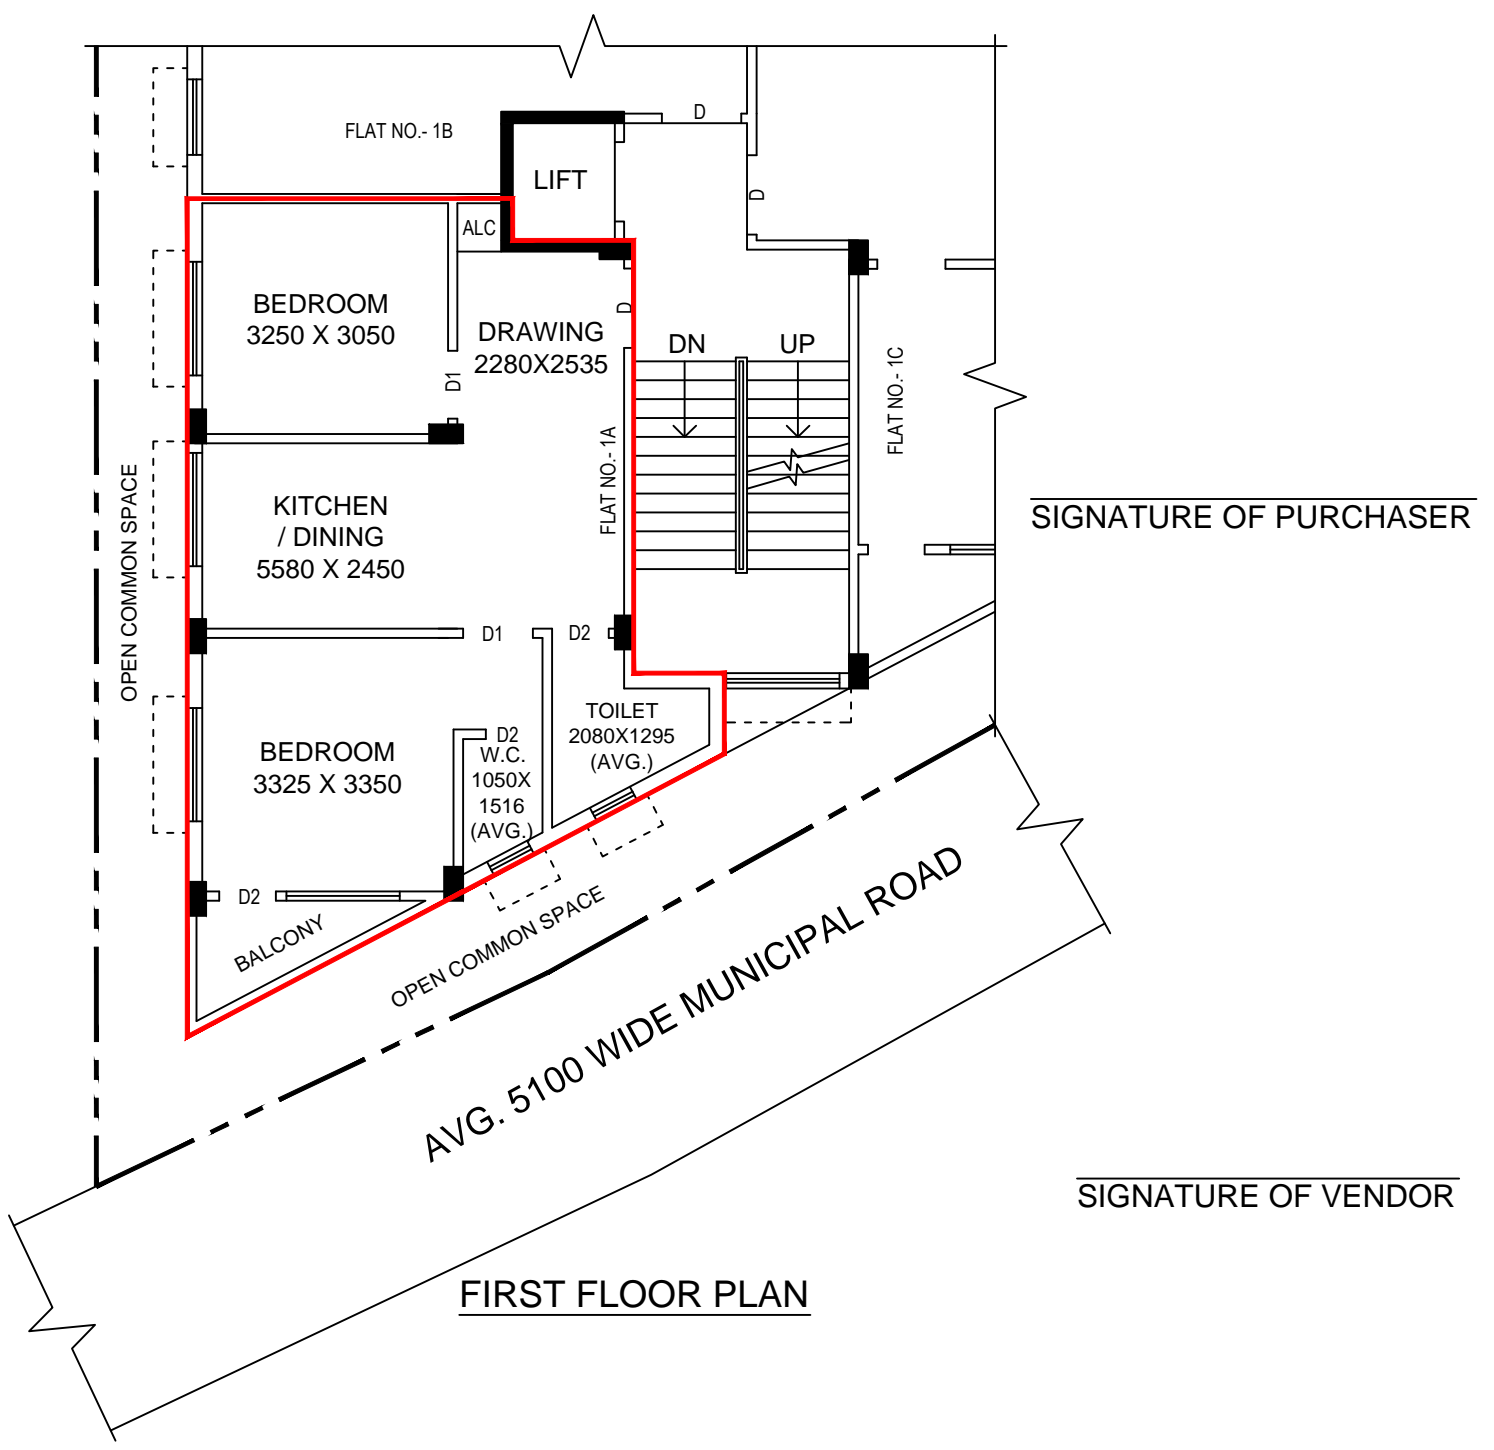 D
FLAT NO.- 1B
LIFT
D
ALC
BEDROOM
3250 X 3050
D
DRAWING
2280X2535
DN
UP
D1
FLAT NO.- 1C
FLAT NO.- 1A
OPEN COMMON SPACE
KITCHEN
/ DINING
5580 X 2450
SIGNATURE OF PURCHASER
D1
D2
TOILET
2080X1295
(AVG.)
D2
W.C.
1050X
1516
(AVG.)
BEDROOM
3325 X 3350
D2
BALCONY
OPEN COMMON SPACE
AVG. 5100 WIDE MUNICIPAL ROAD
SIGNATURE OF VENDOR
FIRST FLOOR PLAN